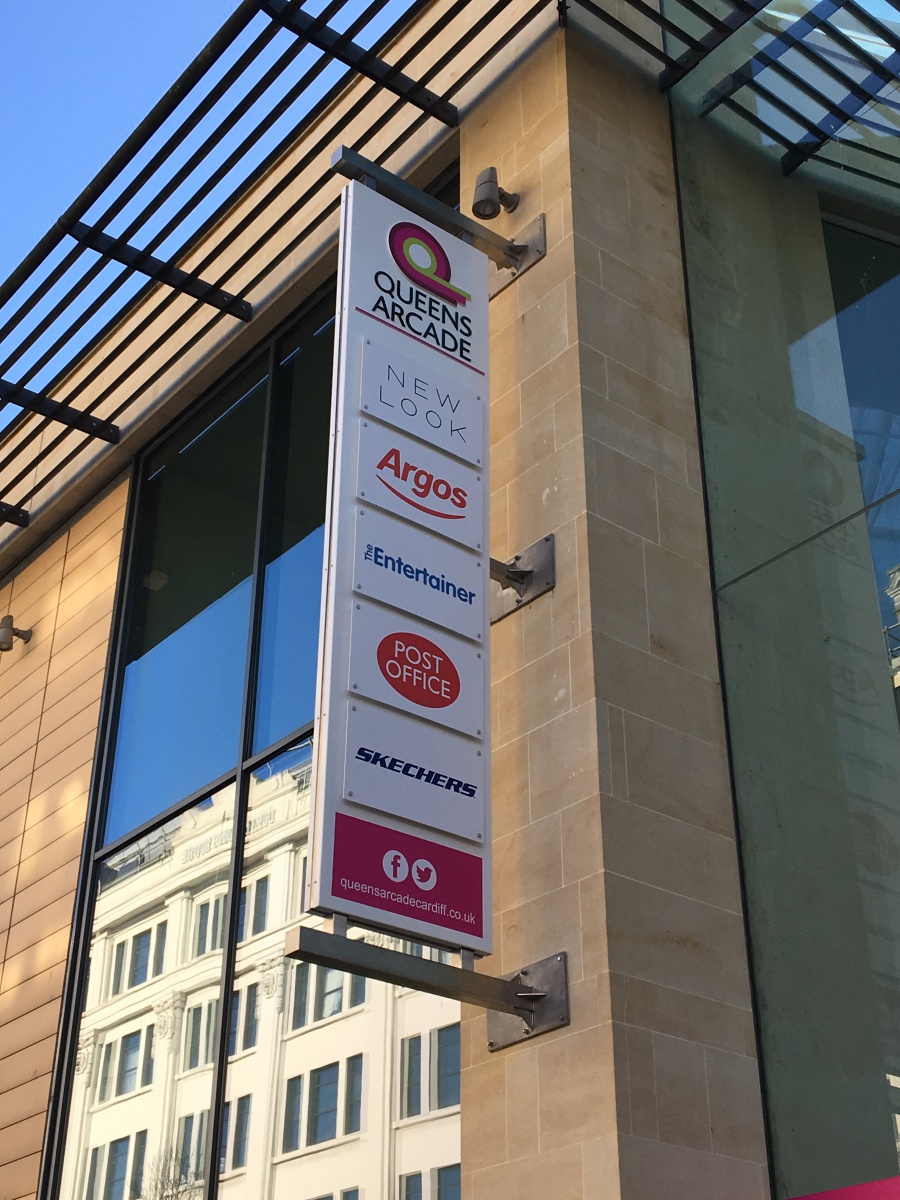 QUEENS
ARCADE
NEW
LOOK
Argos
The Entertainer
POST
OFFICE
SKECHERS
queensarcadecardiff.co.uk